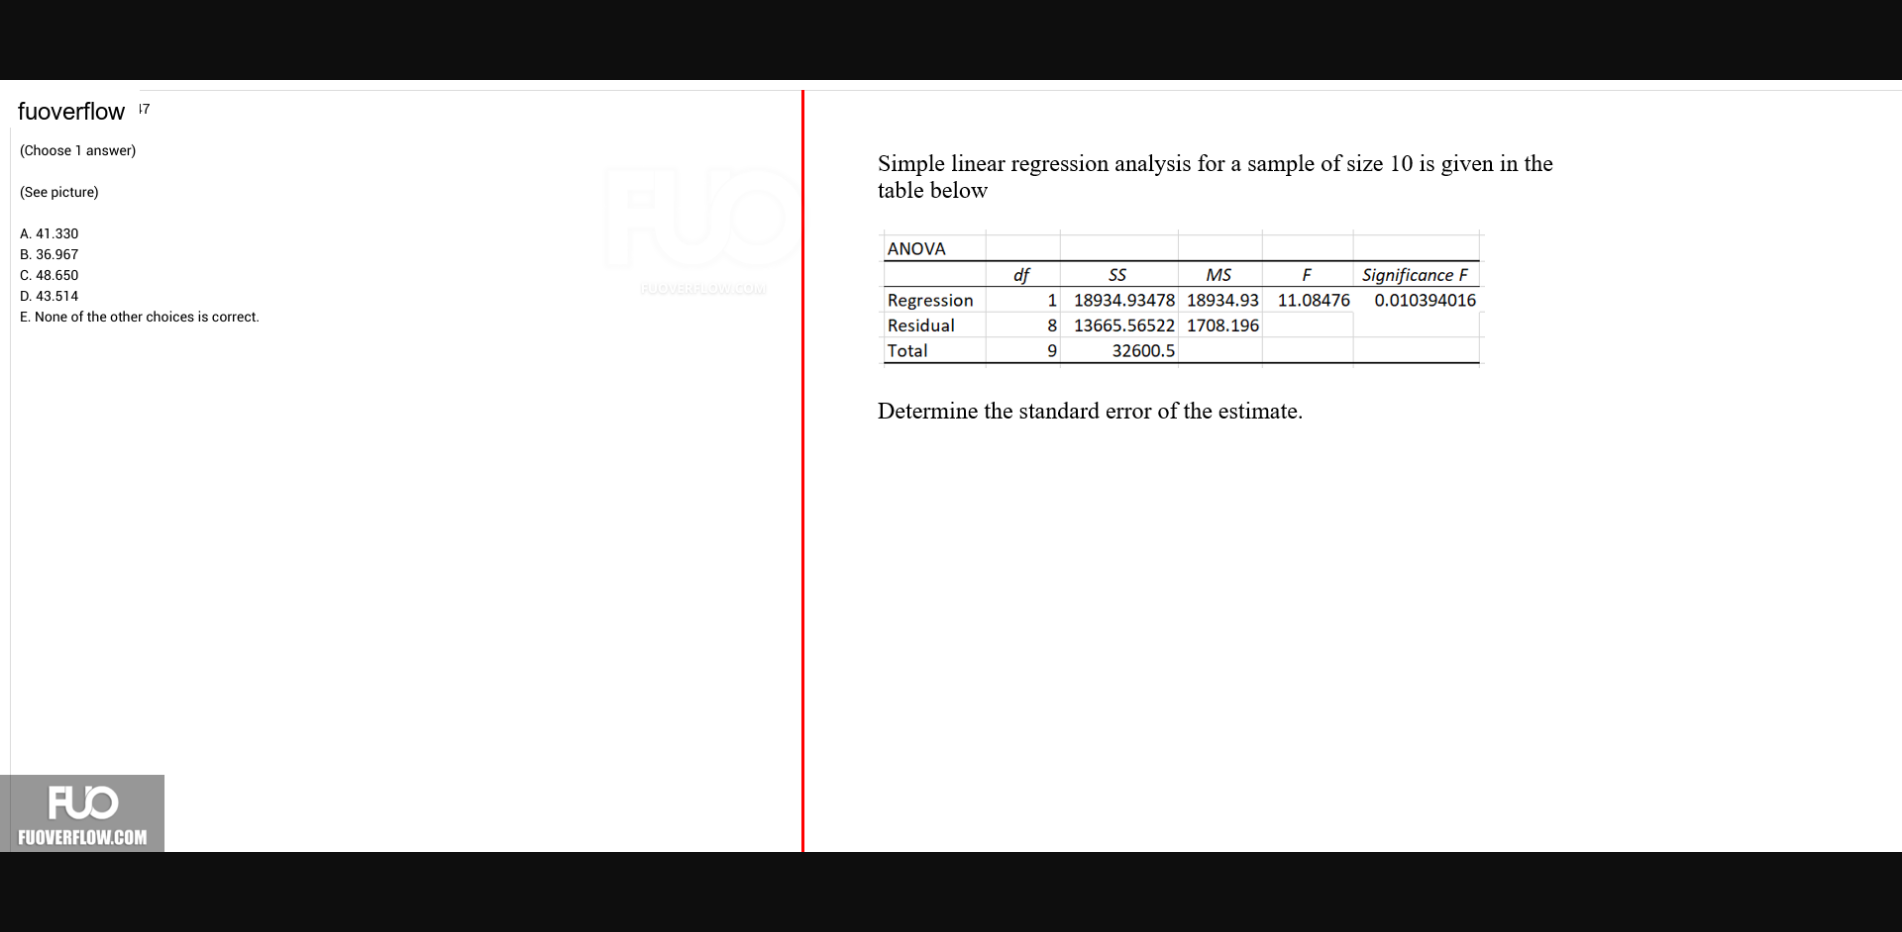 fuoverflow 17
(Choose 1 answer)
(See picture)
A. 41.330
B. 36.967
C. 48.650
D. 43.514
E. None of the other choices is correct.
FUO
FUOVERFLOW.COM
Simple linear regression analysis for a sample of size 10 is given in the
table below
ANOVA
df SS MS F Significance F
Regression 1 18934.93478 18934.93 11.08476 0.010394016
Residual 8 13665.56522 1708.196
Total 9 32600.5
Determine the standard error of the estimate.
FUO
FUOVERFLOW.COM